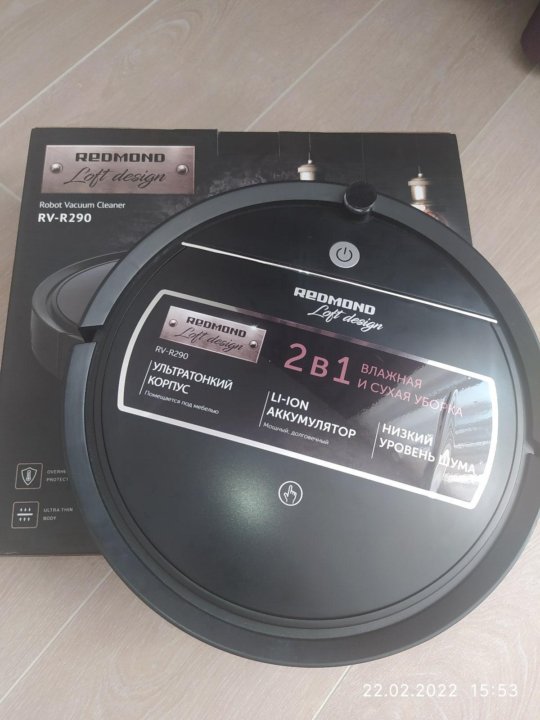 REDMOND
Loft design
Robot Vacuum Cleaner
RV-R290
REDMOND
Loft design
REDMOND
Loft design
RV-R290
2в1 ВЛАЖНАЯ
И СУХАЯ УБОРКА
УЛЬТРАТОНКИЙ
КОРПУС
Помещается под мебелью
LI-ION
АККУМУЛЯТОР
Мощный, долговечный
НИЗКИЙ
УРОВЕНЬ ШУМА
PROTECT
ULTRA THIN
BODY
22.02.2022 15:53